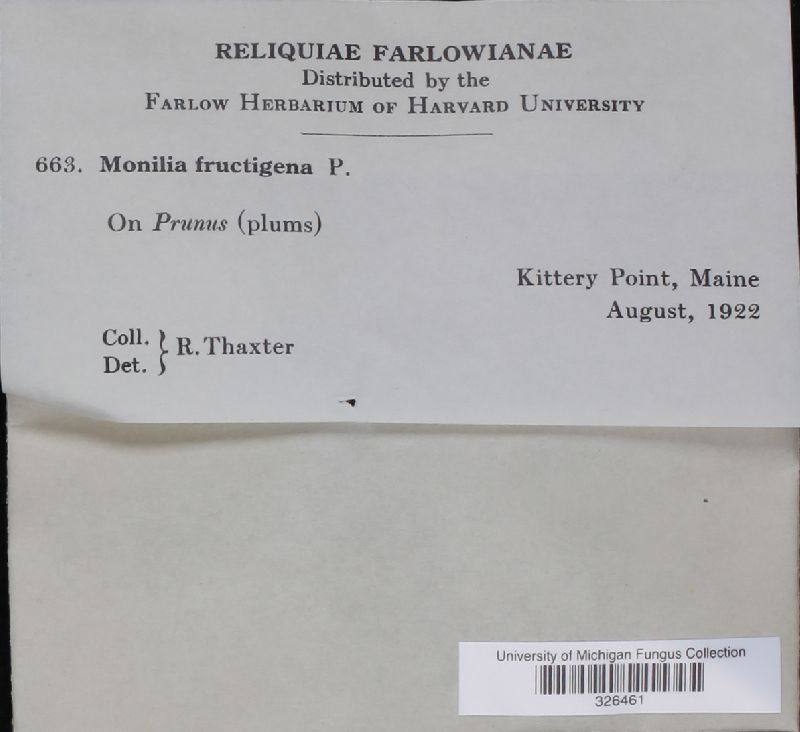 RELIQUIAE FARLOWIANAE
Distributed by the
FARLOW HERBARIUM OF HARVARD UNIVERSITY
663. Monilia fructigena P.
On Prunus (plums)
Kittery Point, Maine
August, 1922
Coll.
Det. } R. Thaxter
University of Michigan Fungus Collection
326461